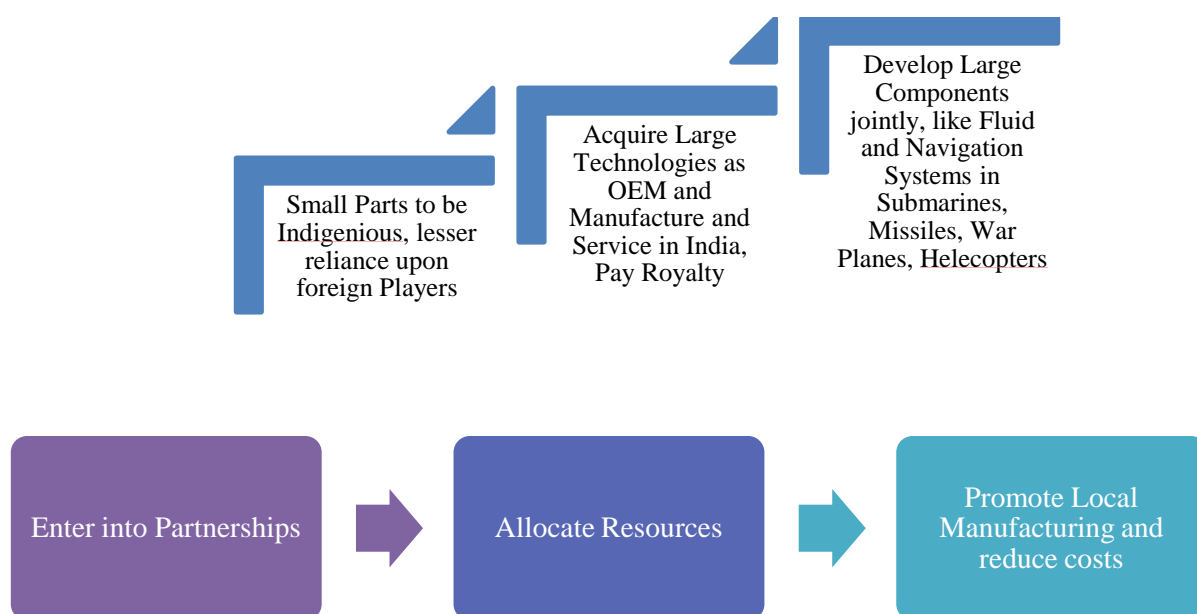 Small Parts to be
Indigenious, lesser
reliance upon
foreign Players
Acquire Large
Technologies as
OEM and
Manufacture and
Service in India,
Pay Royalty
Develop Large
Components
jointly, like Fluid
and Navigation
Systems in
Submarines,
Missiles, War
Planes, Helecopters
Enter into Partnerships
Allocate Resources
Promote Local
Manufacturing and
reduce costs